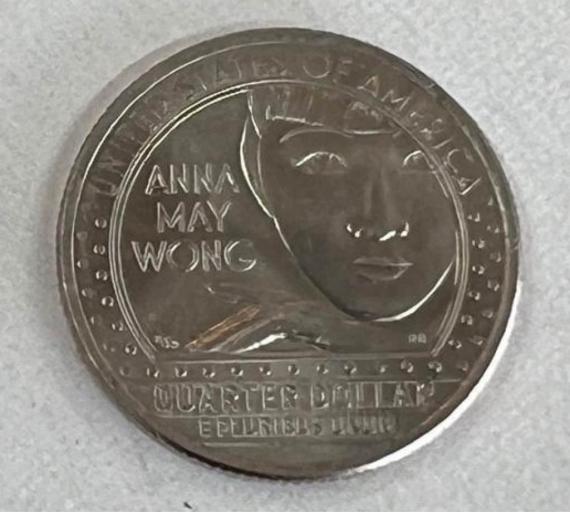 UNITED STATES OF AMERICA
ANNA
MAY
WONG
QUARTER DOLLAR
E PLURIBUS UNUM